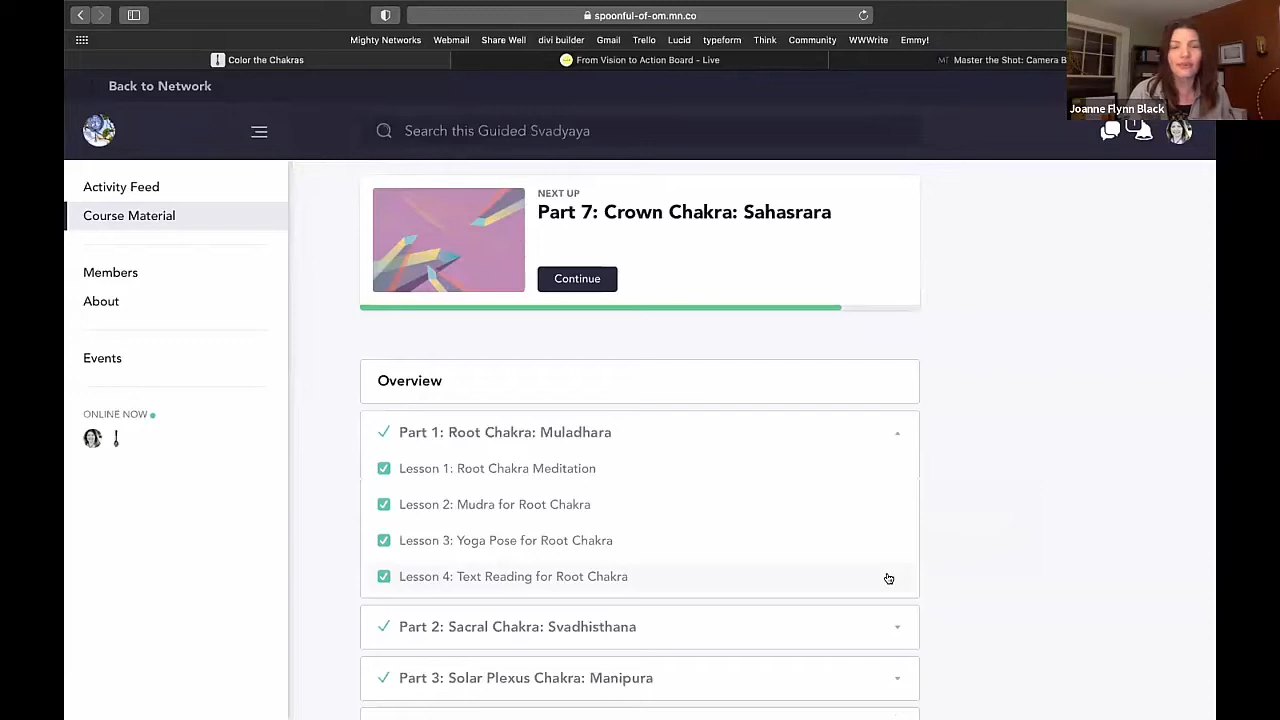 spoonful-of-om.mn.co
Mighty Networks Webmail Share Well divi builder Gmail Trello Lucid typeform Think Community WWWrite Emmy!
Color the Chakras From Vision to Action Board - Live MT Master the Shot: Camera B
Joanne Flynn Black
Back to Network
Search this Guided Svadyaya
Activity Feed
Course Material
Members
About
Events
ONLINE NOW
NEXT UP
Part 7: Crown Chakra: Sahasrara
Continue
Overview
Part 1: Root Chakra: Muladhara
Lesson 1: Root Chakra Meditation
Lesson 2: Mudra for Root Chakra
Lesson 3: Yoga Pose for Root Chakra
Lesson 4: Text Reading for Root Chakra
Part 2: Sacral Chakra: Svadhisthana
Part 3: Solar Plexus Chakra: Manipura